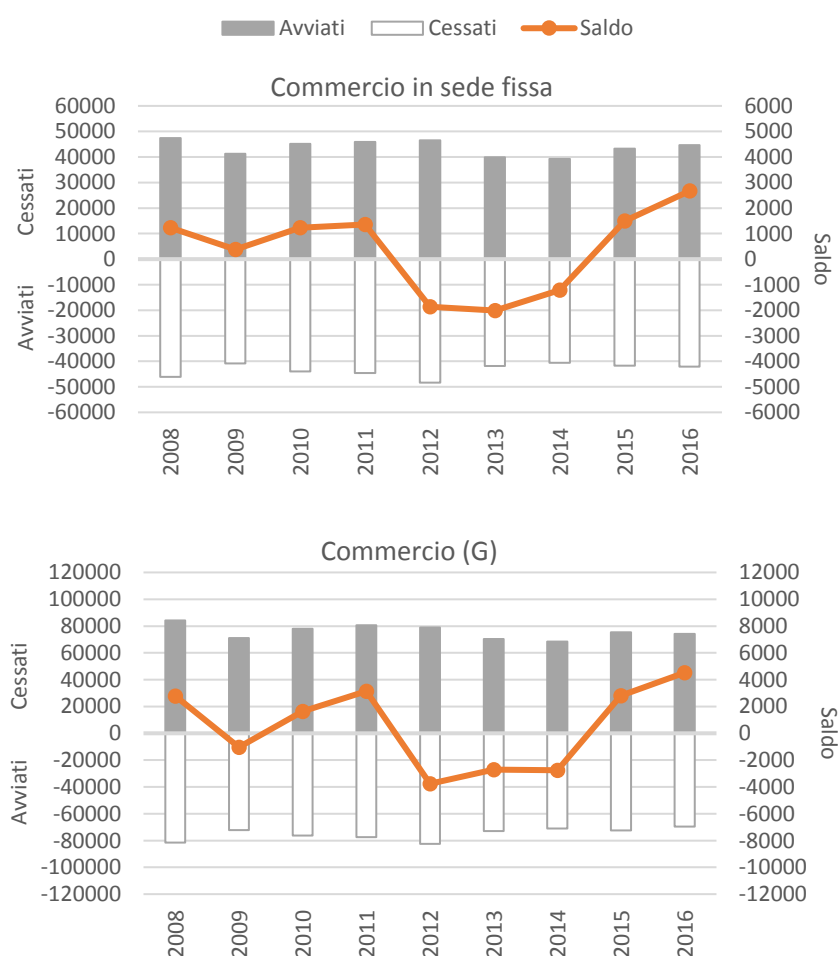 Avviati Cessati Saldo
Commercio in sede fissa
60000 6000
50000 5000
40000 4000
30000 3000
20000 2000
10000 1000
0 0
-10000 -1000
-20000 -2000
-30000 -3000
-40000 -4000
-50000 -5000
-60000 -6000
Cessati
Avviati
Saldo
2008 2009 2010 2011 2012 2013 2014 2015 2016
Commercio (G)
120000 12000
100000 10000
80000 8000
60000 6000
40000 4000
20000 2000
0 0
-20000 -2000
-40000 -4000
-60000 -6000
-80000 -8000
-100000 -10000
-120000 -12000
Cessati
Avviati
Saldo
2008 2009 2010 2011 2012 2013 2014 2015 2016